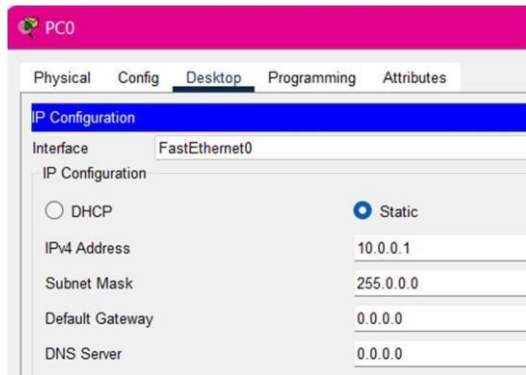 PC0
Physical Config Desktop Programming Attributes
IP Configuration
Interface FastEthernet0
IP Configuration
DHCP Static
IPv4 Address 10.0.0.1
Subnet Mask 255.0.0.0
Default Gateway 0.0.0.0
DNS Server 0.0.0.0